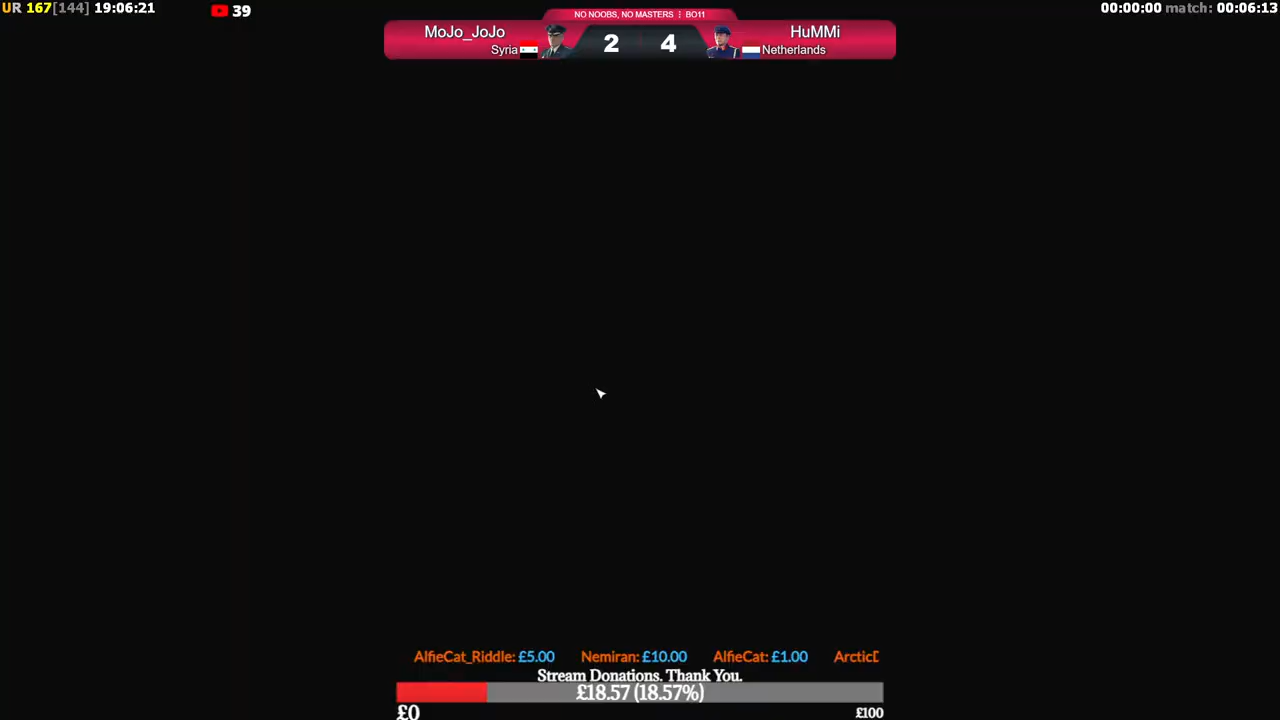 UR 167[144] 19:06:21
39
NO NOOBS, NO MASTERS ⋮ BO11
00:00:00 match: 00:06:13
MoJo_JoJo
2
4
HuMMi
Syria
Netherlands
AlfieCat_Riddle: £5.00 Nemiran: £10.00 AlfieCat: £1.00 Arctic
Stream Donations. Thank You.
£18.57 (18.57%)
£0
£100